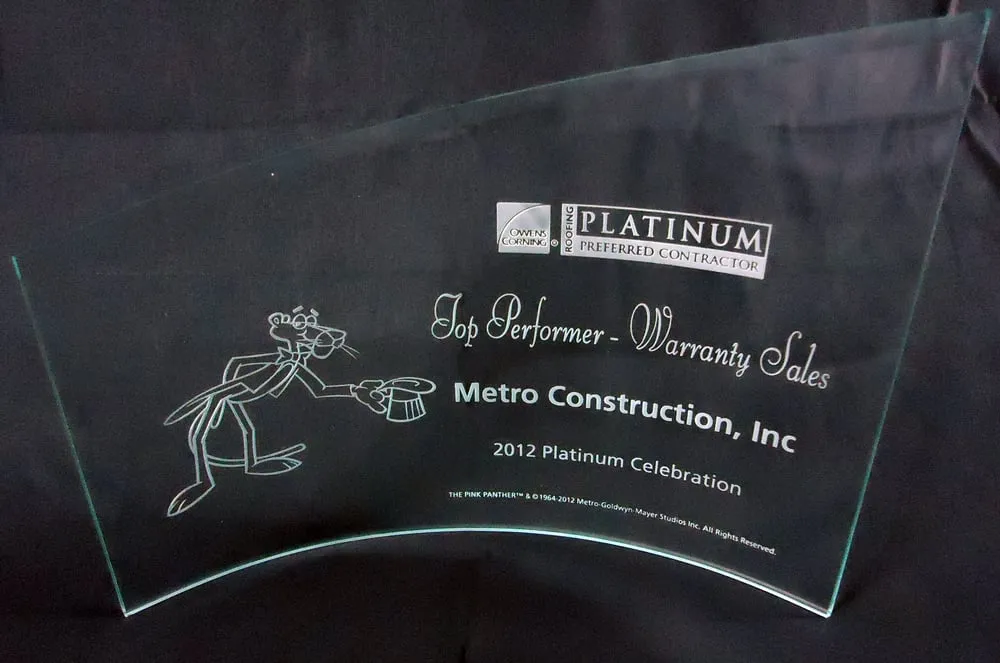 OWENS
CORNING®
ROOFING
PLATINUM
PREFERRED CONTRACTOR
Top Performer - Warranty Sales
Metro Construction, Inc
2012 Platinum Celebration
THE PINK PANTHER™ & © 1964-2012 Metro-Goldwyn-Mayer Studios Inc. All Rights Reserved.